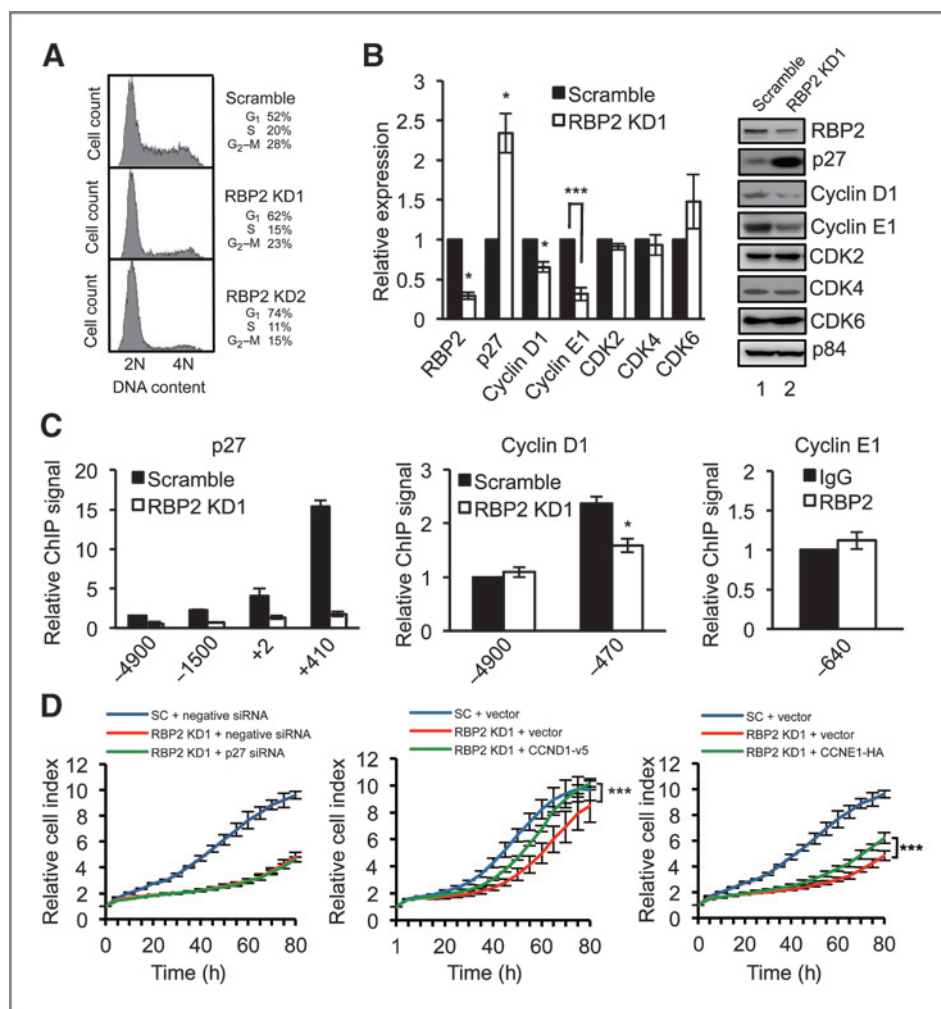 A
Cell count
Scramble
G1 52%
S 20%
G2–M 28%
Cell count
RBP2 KD1
G1 62%
S 15%
G2–M 23%
Cell count
RBP2 KD2
G1 74%
S 11%
G2–M 15%
2N 4N
DNA content
B
Relative expression
3
2.5
2
1.5
1
0.5
0
Scramble
RBP2 KD1
*
*
*
***
RBP2
p27
Cyclin D1
Cyclin E1
CDK2
CDK4
CDK6
Scramble
RBP2 KD1
RBP2
p27
Cyclin D1
Cyclin E1
CDK2
CDK4
CDK6
p84
1 2
C
p27
Relative ChIP signal
20
15
10
5
0
Scramble
RBP2 KD1
–4900
–1500
+2
+410
Cyclin D1
Relative ChIP signal
3
2
1
0
Scramble
RBP2 KD1
*
–4900
–470
Cyclin E1
Relative ChIP signal
2
1.5
1
0.5
0
IgG
RBP2
–640
D
SC + negative siRNA
RBP2 KD1 + negative siRNA
RBP2 KD1 + p27 siRNA
Relative cell index
12
10
8
6
4
2
0
0 20 40 60 80
Time (h)
SC + vector
RBP2 KD1 + vector
RBP2 KD1 + CCND1-v5
Relative cell index
12
10
8
6
4
2
0
***
1 20 40 60 80
Time (h)
SC + vector
RBP2 KD1 + vector
RBP2 KD1 + CCNE1-HA
Relative cell index
12
10
8
6
4
2
0
***
0 20 40 60 80
Time (h)